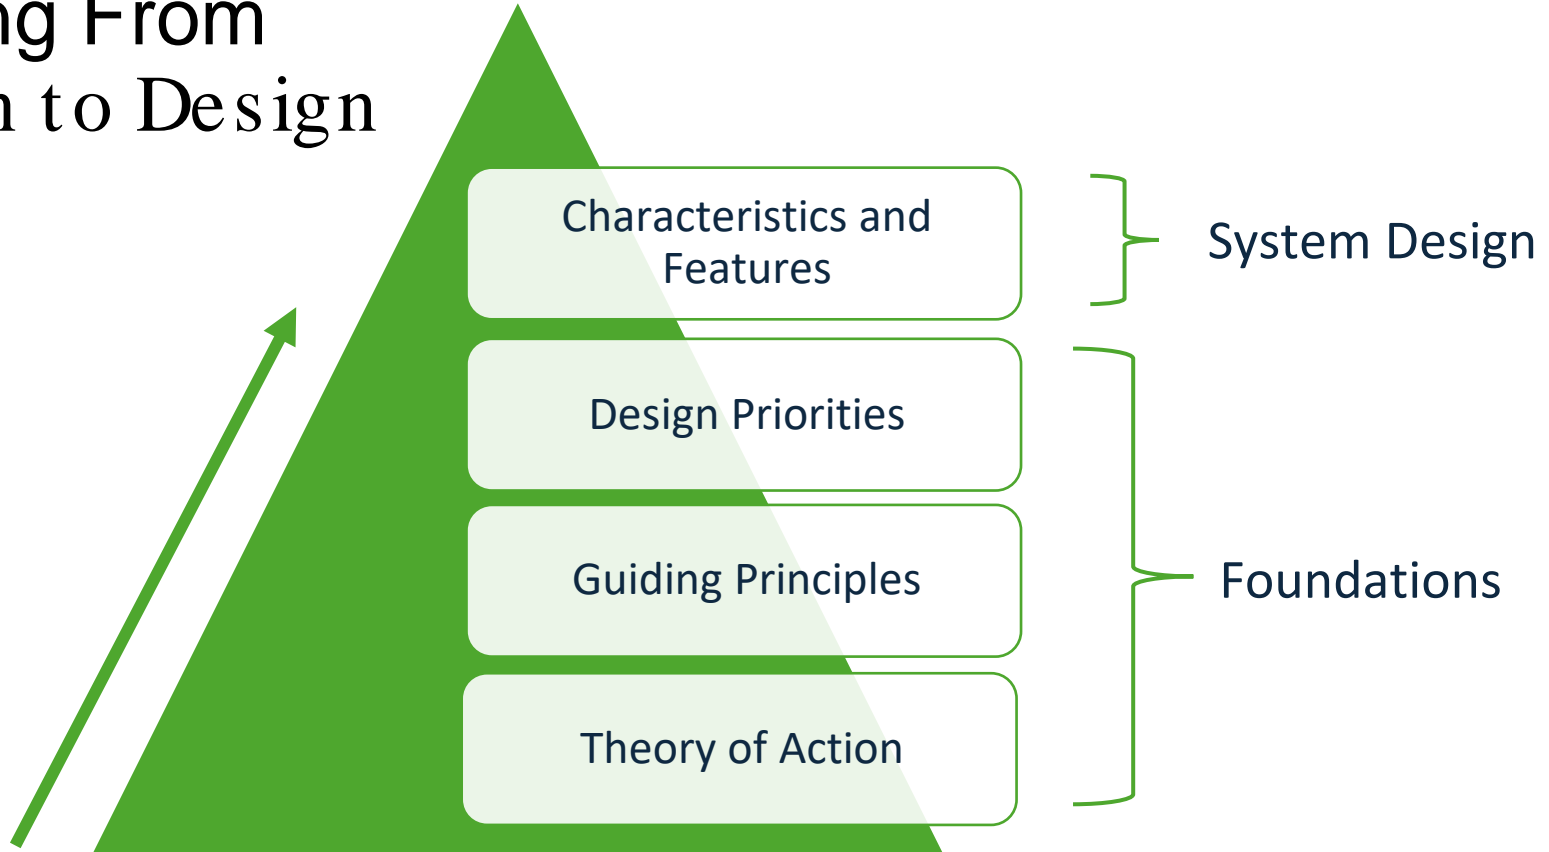 ng From
n to Design
Characteristics and
Features
System Design
Design Priorities
Guiding Principles
Foundations
Theory of Action